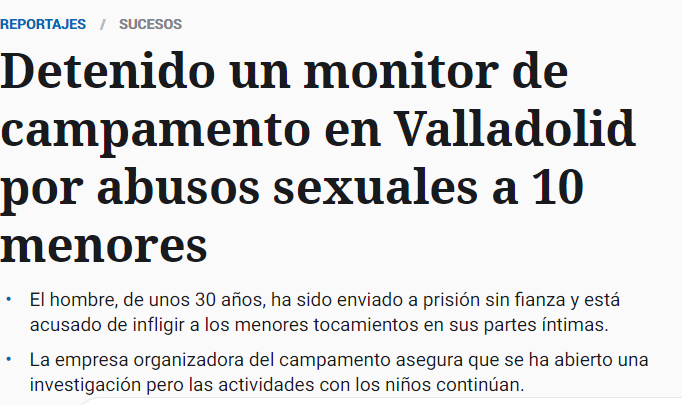 REPORTAJES / SUCESOS
Detenido un monitor de
campamento en Valladolid
por abusos sexuales a 10
menores
• El hombre, de unos 30 años, ha sido enviado a prisión sin fianza y está
acusado de infligir a los menores tocamientos en sus partes íntimas.
• La empresa organizadora del campamento asegura que se ha abierto una
investigación pero las actividades con los niños continúan.